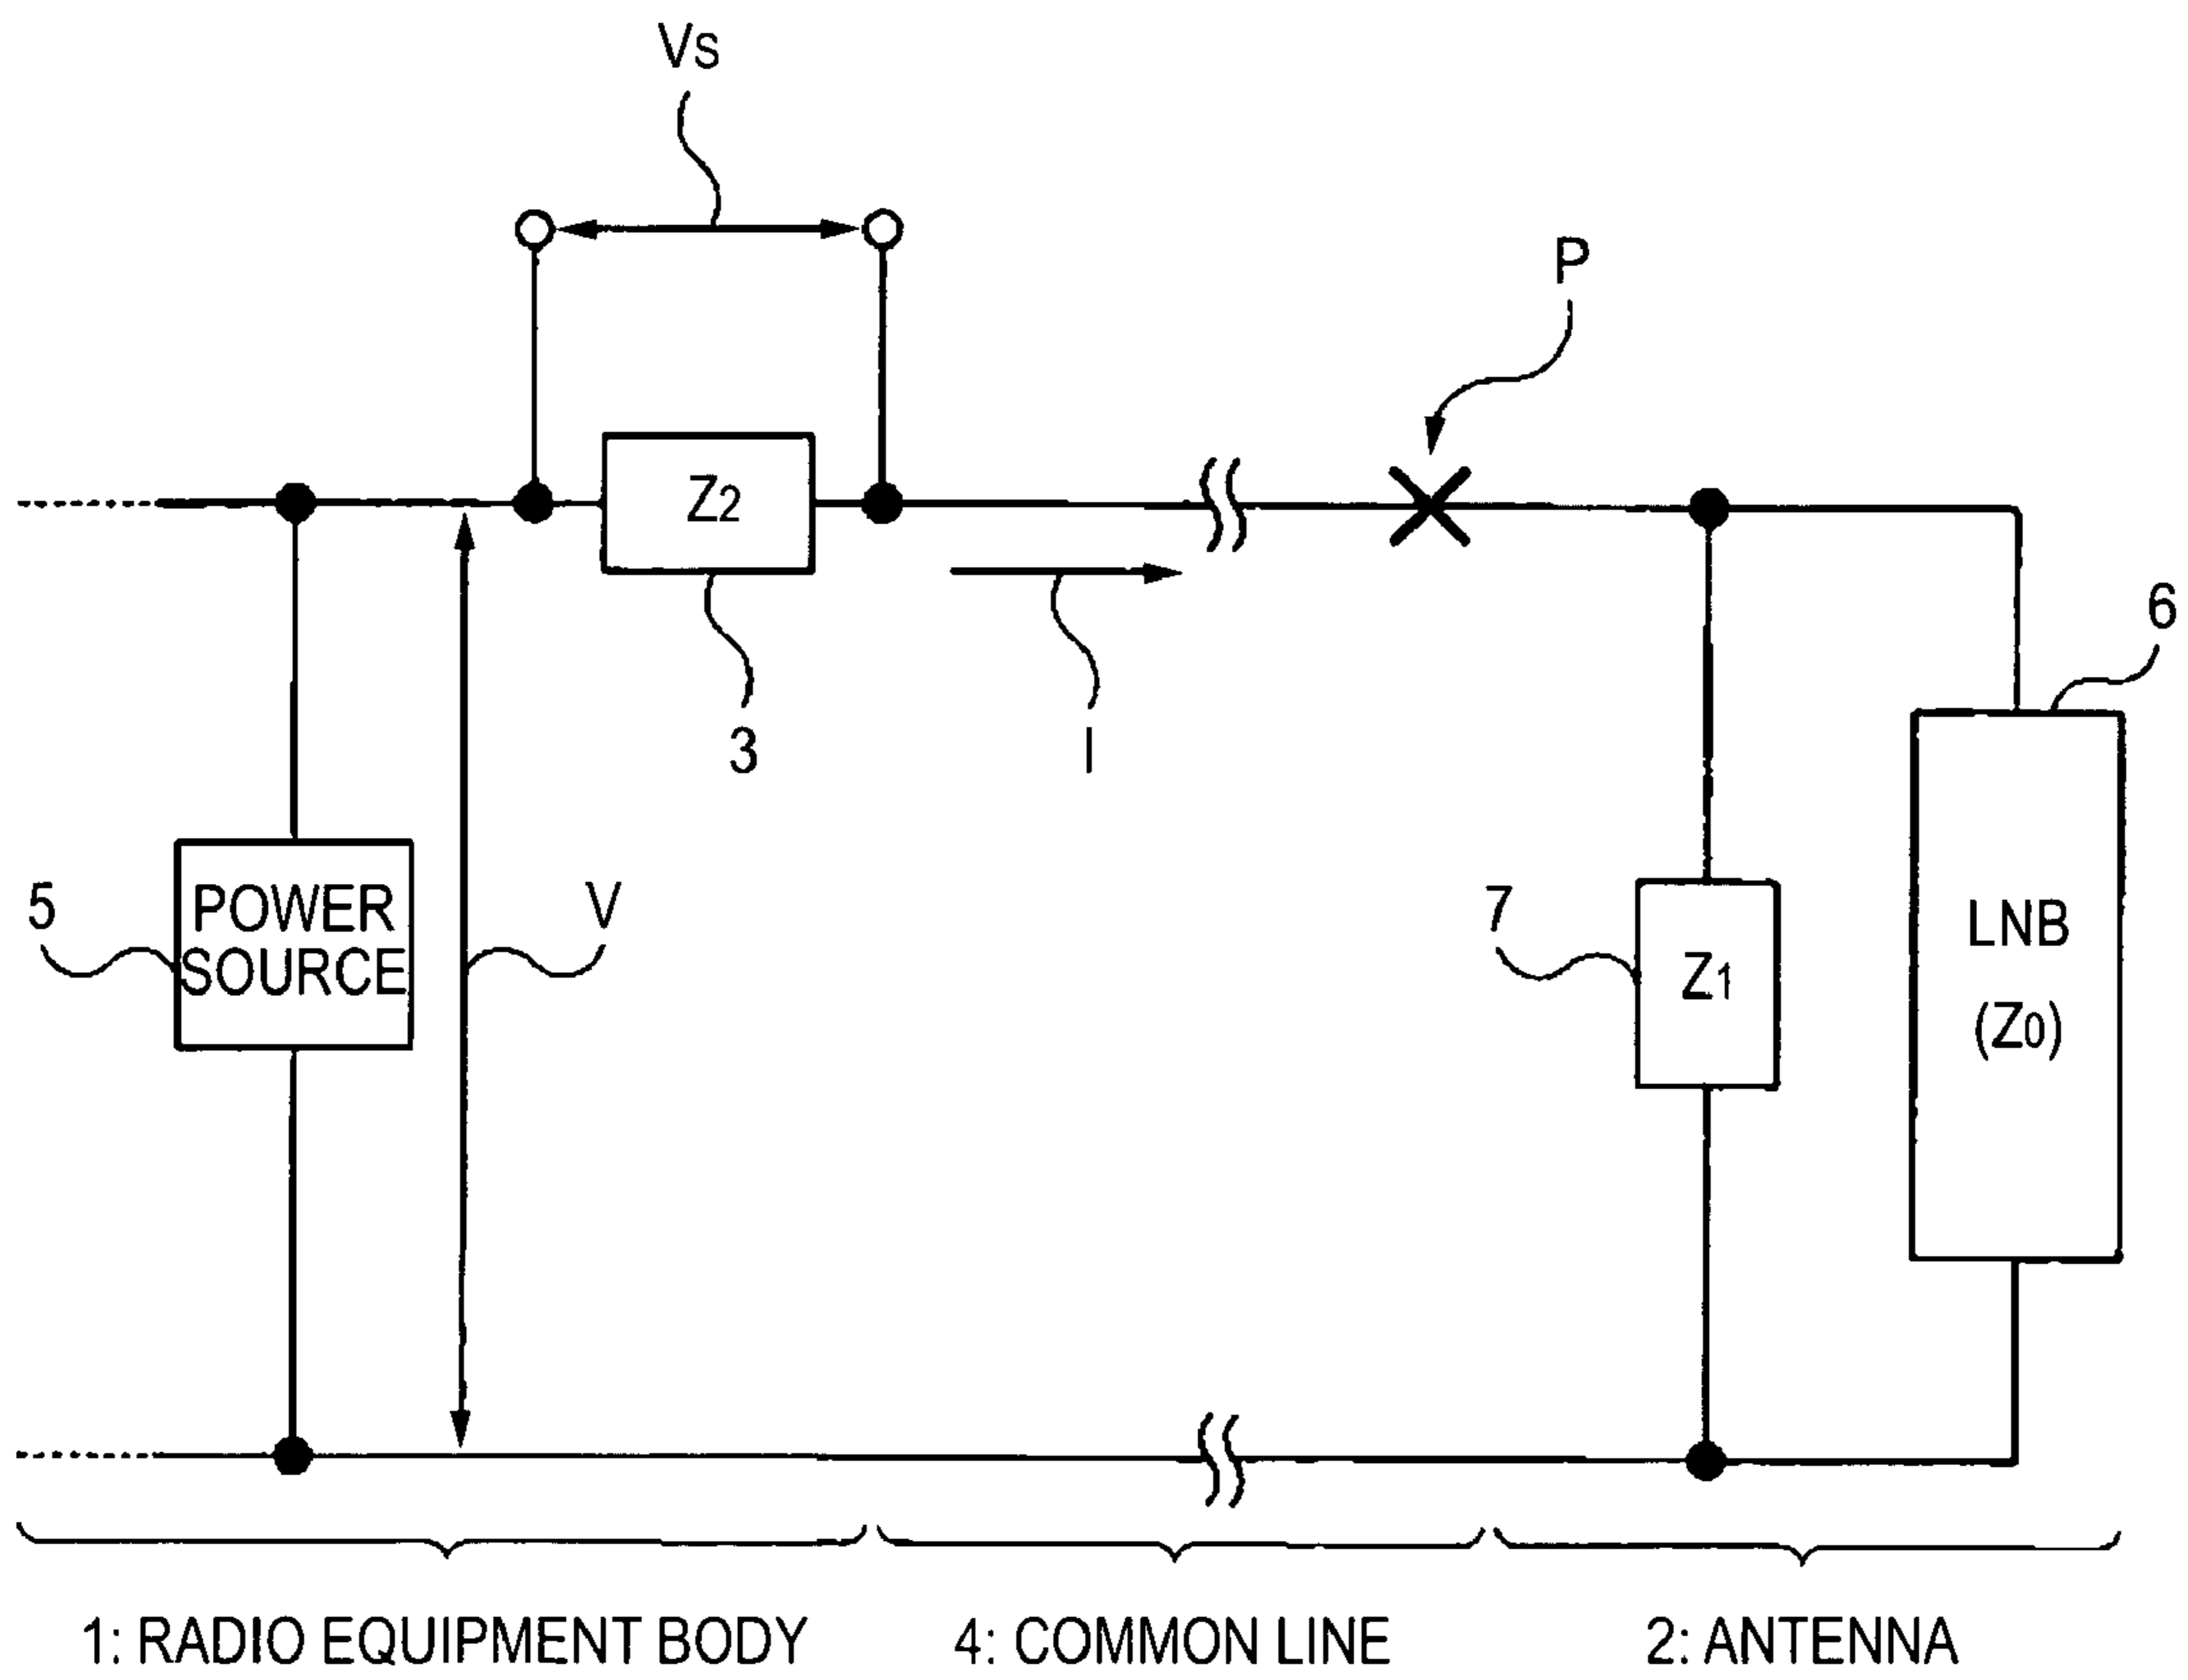 Vs
P
Z2
6
3
I
5
POWER
SOURCE
V
7
Z1
LNB
(Z0)
1: RADIO EQUIPMENT BODY
4: COMMON LINE
2: ANTENNA